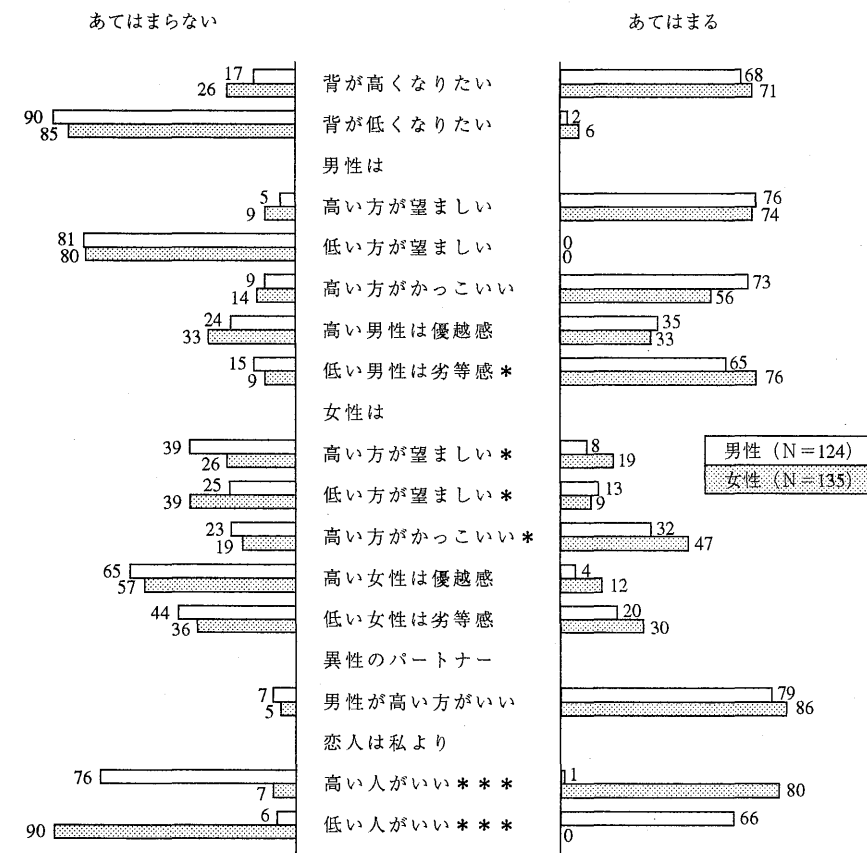 あてはまらない　あてはまる
17　背が高くなりたい　68
26　71
90　背が低くなりたい　2
85　6
男性は
5　高い方が望ましい　76
9　74
81　低い方が望ましい　0
80　0
9　高い方がかっこいい　73
14　56
24　高い男性は優越感　35
33　33
15　低い男性は劣等感＊　65
9　76
女性は
39　高い方が望ましい＊　8
26　19
25　低い方が望ましい＊　13
39　9
23　高い方がかっこいい＊　32
19　47
65　高い女性は優越感　4
57　12
44　低い女性は劣等感　20
36　30
異性のパートナー
7　男性が高い方がいい　79
5　86
恋人は私より
76　高い人がいい＊＊＊　1
7　80
6　低い人がいい＊＊＊　66
90　0
男性（N＝124）
女性（N＝135）